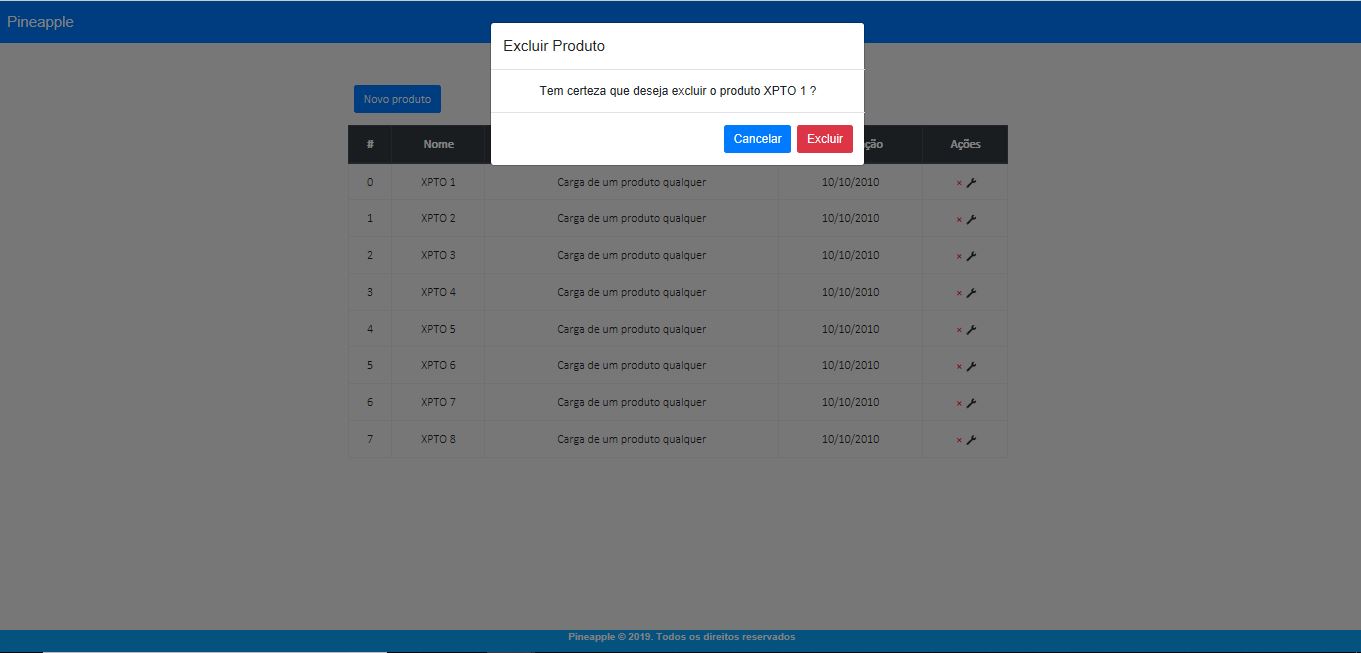 Pineapple
Excluir Produto
Tem certeza que deseja excluir o produto XPTO 1 ?
Cancelar Excluir
Novo produto
# Nome ção Ações
0 XPTO 1 Carga de um produto qualquer 10/10/2010 ×
1 XPTO 2 Carga de um produto qualquer 10/10/2010 ×
2 XPTO 3 Carga de um produto qualquer 10/10/2010 ×
3 XPTO 4 Carga de um produto qualquer 10/10/2010 ×
4 XPTO 5 Carga de um produto qualquer 10/10/2010 ×
5 XPTO 6 Carga de um produto qualquer 10/10/2010 ×
6 XPTO 7 Carga de um produto qualquer 10/10/2010 ×
7 XPTO 8 Carga de um produto qualquer 10/10/2010 ×
Pineapple © 2019. Todos os direitos reservados